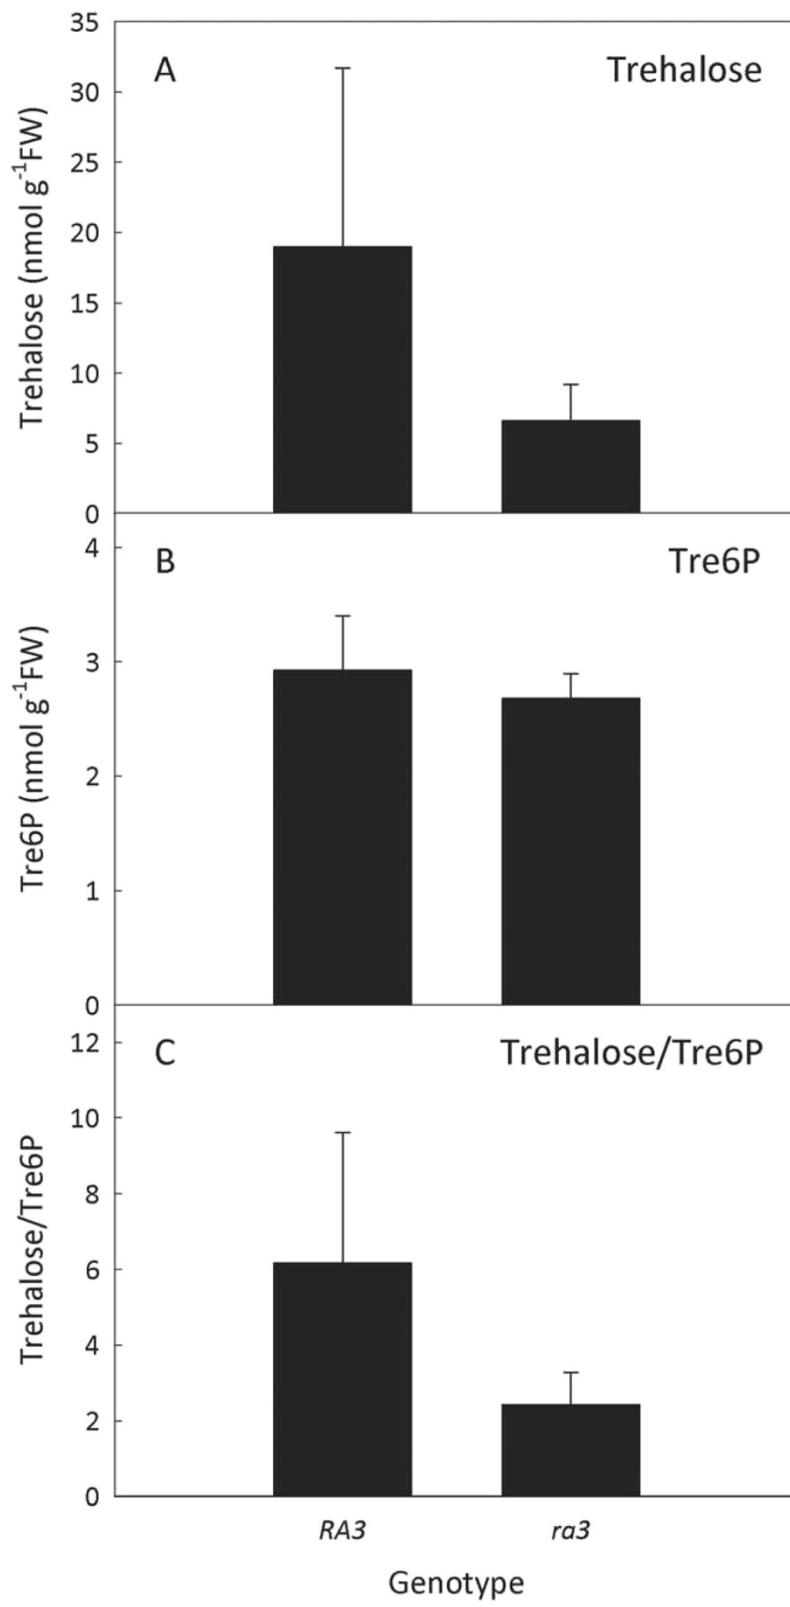 A
Trehalose
Trehalose (nmol g⁻¹FW)
35
30
25
20
15
10
5
0
B
Tre6P
Tre6P (nmol g⁻¹FW)
4
3
2
1
0
C
Trehalose/Tre6P
Trehalose/Tre6P
12
10
8
6
4
2
0
RA3
ra3
Genotype